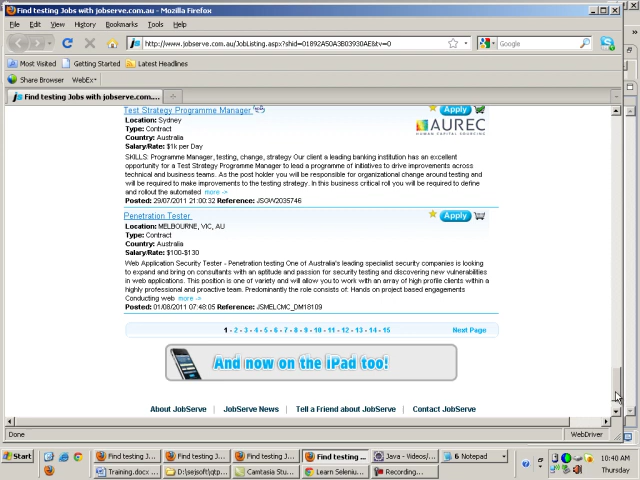 Find testing Jobs with jobserve.com.au - Mozilla Firefox
File Edit View History Bookmarks Tools Help
http://www.jobserve.com.au/JobListing.aspx?shid=01892A50A3B03930AE&tv=0
Google
Most Visited Getting Started Latest Headlines
Share Browser WebEx
Find testing Jobs with jobserve.com....
Test Strategy Programme Manager
Apply
Location: Sydney
Type: Contract
Country: Australia
Salary/Rate: $1k per Day
AUREC
HUMAN CAPITAL SOLUTIONS
SKILLS: Programme Manager, testing, change, strategy Our client a leading banking institution has an excellent
opportunity for a Test Strategy Programme Manager to lead a programme of initiatives to drive improvements across
technical and business teams. As the post holder you will be responsible for organizational change around testing and
will be required to make improvements to the testing strategy. In this business critical roll you will be required to define
and rollout the automated more ->
Posted: 29/07/2011 21:00:32 Reference: JSGW2035746
Penetration Tester
Apply
Location: MELBOURNE, VIC, AU
Type: Contract
Country: Australia
Salary/Rate: $100-$130
Web Application Security Tester - Penetration testing One of Australia's leading specialist security companies is looking
to expand and bring on consultants with an aptitude and passion for security testing and discovering new vulnerabilities
in web applications. This position is one of variety and will allow you to work with an array of high profile clients within a
highly professional and proactive team. Predominantly the role consists of: Hands on project based engagements
Conducting web more ->
Posted: 01/08/2011 07:48:05 Reference: JSMELCMC_DM18109
1 - 2 - 3 - 4 - 5 - 6 - 7 - 8 - 9 - 10 - 11 - 12 - 13 - 14 - 15 Next Page
And now on the iPad too!
About JobServe | JobServe News | Tell a Friend about JobServe | Contact JobServe
Done
WebDriver
Start
Finding testing J...
Finding testing J...
Finding testing J...
Find testing ...
Java - Videos/...
6 Notepad
10:40 AM
Training.docx ...
D:\sejsoft\qtp...
Camtasia Stu...
Learn Seleniu...
Recording...
Thursday